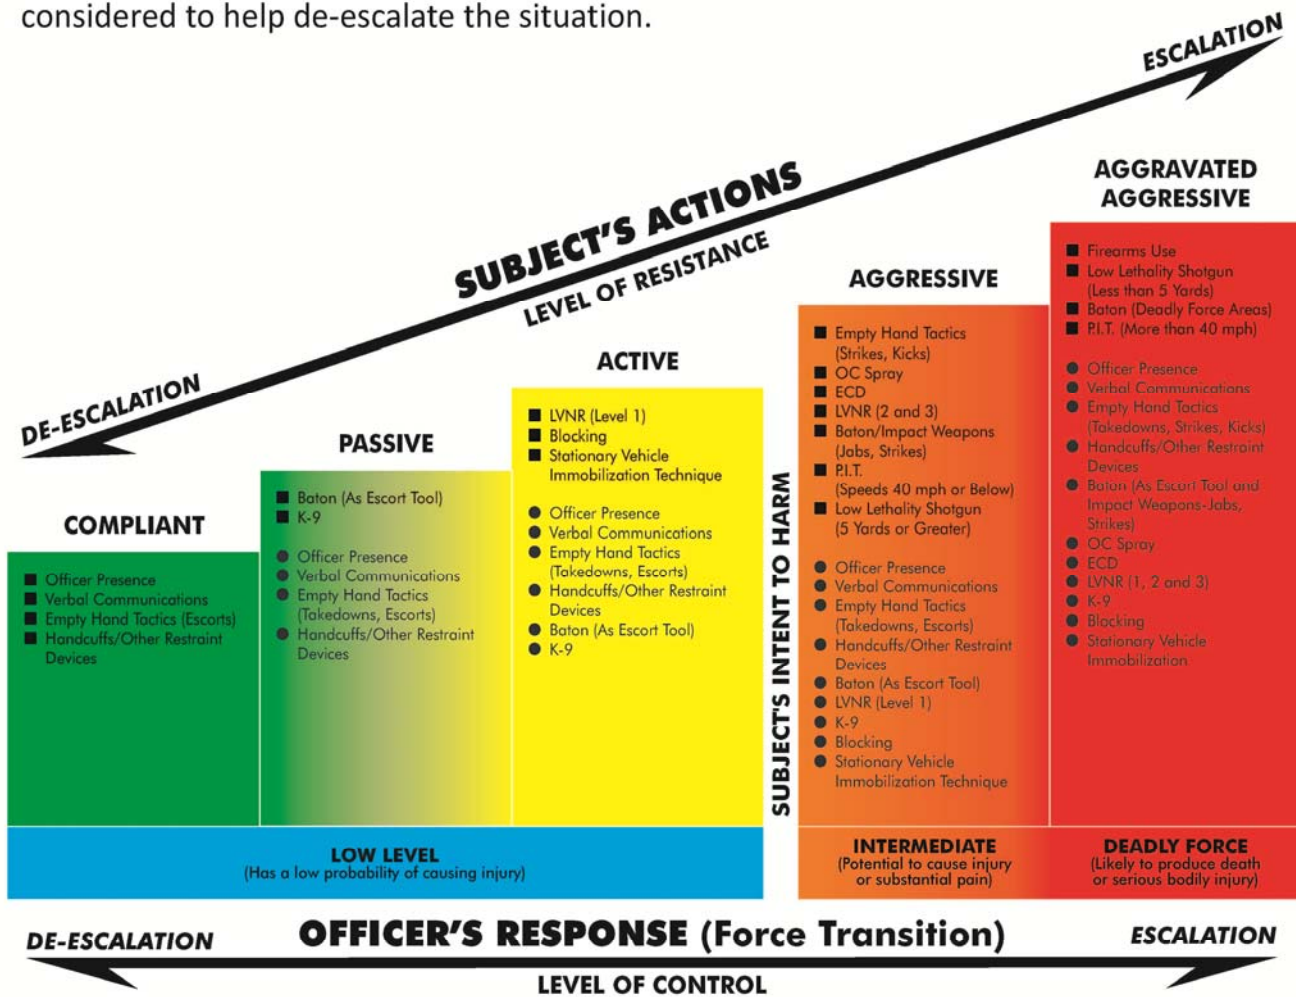 considered to help de-escalate the situation.
ESCALATION
SUBJECT'S ACTIONS
LEVEL OF RESISTANCE
DE-ESCALATION
COMPLIANT
■ Officer Presence
■ Verbal Communications
■ Empty Hand Tactics (Escorts)
■ Handcuffs/Other Restraint
Devices
PASSIVE
■ Baton (As Escort Tool)
■ K-9
● Officer Presence
● Verbal Communications
● Empty Hand Tactics
(Takedowns, Escorts)
● Handcuffs/Other Restraint
Devices
ACTIVE
■ LVNR (Level 1)
■ Blocking
■ Stationary Vehicle
Immobilization Technique
● Officer Presence
● Verbal Communications
● Empty Hand Tactics
(Takedowns, Escorts)
● Handcuffs/Other Restraint
Devices
● Baton (As Escort Tool)
● K-9
SUBJECT'S INTENT TO HARM
AGGRESSIVE
■ Empty Hand Tactics
(Strikes, Kicks)
■ OC Spray
■ ECD
■ LVNR (2 and 3)
■ Baton/Impact Weapons
(Jabs, Strikes)
■ P.I.T.
(Speeds 40 mph or Below)
■ Low Lethality Shotgun
(5 Yards or Greater)
● Officer Presence
● Verbal Communications
● Empty Hand Tactics
(Takedowns, Escorts)
● Handcuffs/Other Restraint
Devices
● Baton (As Escort Tool)
● LVNR (Level 1)
● K-9
● Blocking
● Stationary Vehicle
Immobilization Technique
AGGRAVATED
AGGRESSIVE
■ Firearms Use
■ Low Lethality Shotgun
(Less than 5 Yards)
■ Baton (Deadly Force Areas)
■ P.I.T. (More than 40 mph)
● Officer Presence
● Verbal Communications
● Empty Hand Tactics
(Takedowns, Strikes, Kicks)
● Handcuffs/Other Restraint
Devices
● Baton (As Escort Tool and
Impact Weapons-Jabs,
Strikes)
● OC Spray
● ECD
● LVNR (1, 2 and 3)
● K-9
● Blocking
● Stationary Vehicle
Immobilization
LOW LEVEL
(Has a low probability of causing injury)
INTERMEDIATE
(Potential to cause injury
or substantial pain)
DEADLY FORCE
(Likely to produce death
or serious bodily injury)
DE-ESCALATION
OFFICER'S RESPONSE (Force Transition)
ESCALATION
LEVEL OF CONTROL